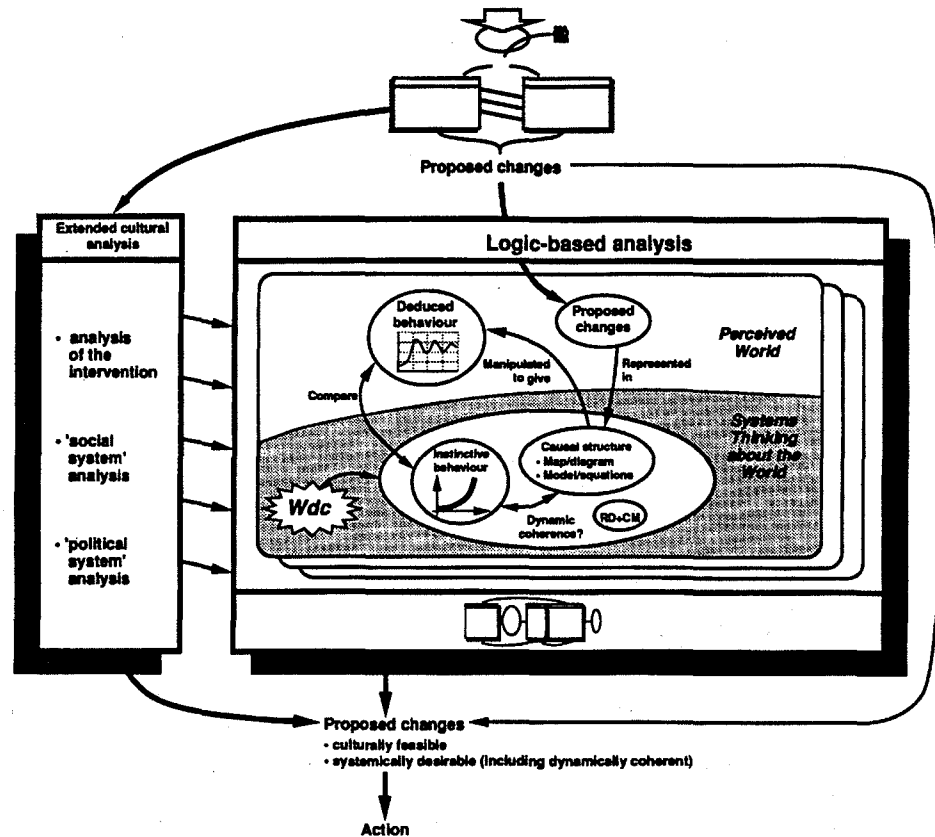 Proposed changes
Extended cultural
analysis
• analysis
of the
intervention
• 'social
system'
analysis
• 'political
system'
analysis
Logic-based analysis
Deduced
behaviour
Proposed
changes
Perceived
World
Manipulated
to give
Represented
in
Compare
Systems
Thinking
about the
World
Instinctive
behaviour
Causal structure
• Map/diagram
• Model/equations
Wdc
Dynamic
coherence?
RD+CM
Proposed changes
• culturally feasible
• systemically desirable (including dynamically coherent)
Action